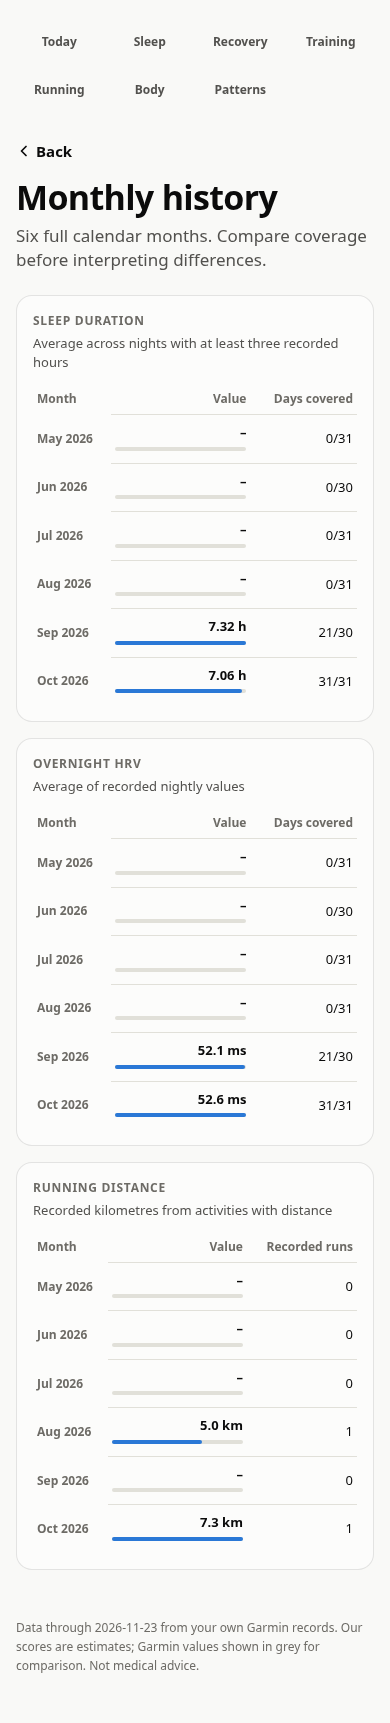 Today Sleep Recovery Training
Running Body Patterns
Back
Monthly history
Six full calendar months. Compare coverage
before interpreting differences.
SLEEP DURATION
Average across nights with at least three recorded
hours
Month Value Days covered
May 2026 – 0/31
Jun 2026 – 0/30
Jul 2026 – 0/31
Aug 2026 – 0/31
Sep 2026 7.32 h 21/30
Oct 2026 7.06 h 31/31
OVERNIGHT HRV
Average of recorded nightly values
Month Value Days covered
May 2026 – 0/31
Jun 2026 – 0/30
Jul 2026 – 0/31
Aug 2026 – 0/31
Sep 2026 52.1 ms 21/30
Oct 2026 52.6 ms 31/31
RUNNING DISTANCE
Recorded kilometres from activities with distance
Month Value Recorded runs
May 2026 – 0
Jun 2026 – 0
Jul 2026 – 0
Aug 2026 5.0 km 1
Sep 2026 – 0
Oct 2026 7.3 km 1
Data through 2026-11-23 from your own Garmin records. Our
scores are estimates; Garmin values shown in grey for
comparison. Not medical advice.